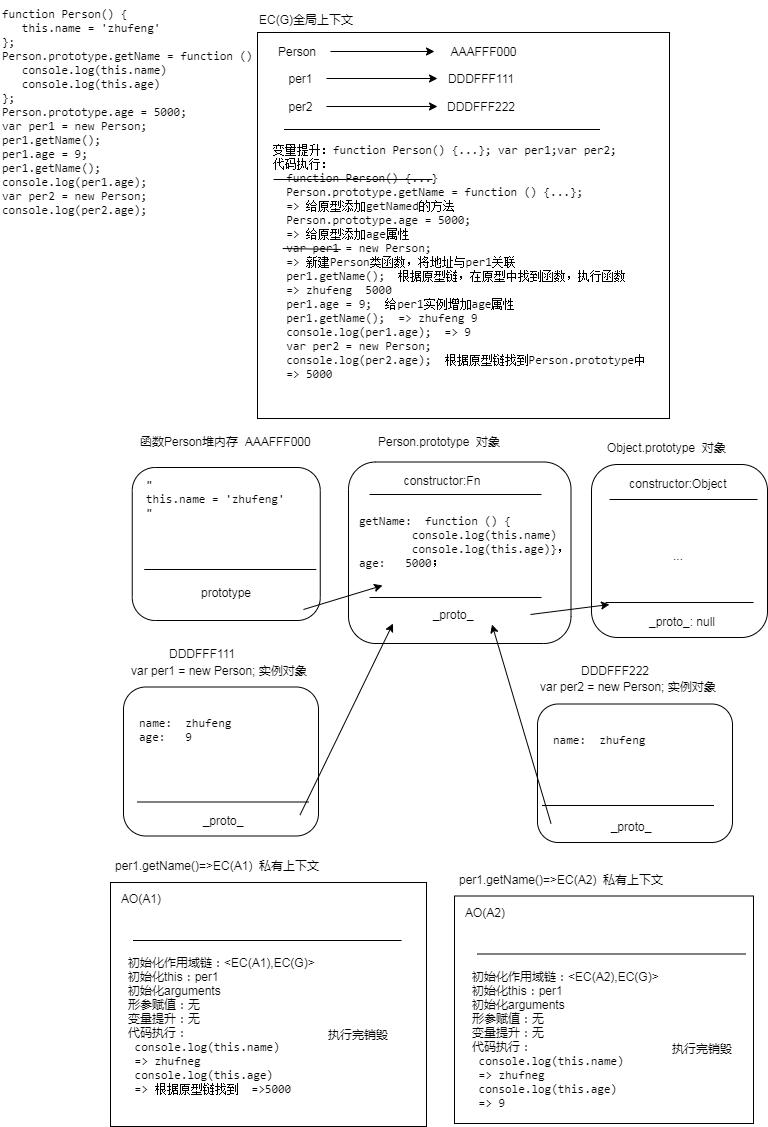 function Person() {
this.name = 'zhufeng'
};
Person.prototype.getName = function ()
console.log(this.name)
console.log(this.age)
};
Person.prototype.age = 5000;
var per1 = new Person;
per1.getName();
per1.age = 9;
per1.getName();
console.log(per1.age);
var per2 = new Person;
console.log(per2.age);
EC(G)全局上下文
Person AAAFFF000
per1 DDDFFF111
per2 DDDFFF222
变量提升：function Person() {...}; var per1;var per2;
代码执行：
function Person() {...}
Person.prototype.getName = function () {...};
=> 给原型添加getNamed的方法
Person.prototype.age = 5000;
=> 给原型添加age属性
var per1 = new Person;
=> 新建Person类函数，将地址与per1关联
per1.getName(); 根据原型链，在原型中找到函数，执行函数
=> zhufeng 5000
per1.age = 9; 给per1实例增加age属性
per1.getName(); => zhufeng 9
console.log(per1.age); => 9
var per2 = new Person;
console.log(per2.age); 根据原型链找到Person.prototype中
=> 5000
函数Person堆内存 AAAFFF000
"
this.name = 'zhufeng'
"
prototype
Person.prototype 对象
constructor:Fn
getName: function () {
console.log(this.name)
console.log(this.age)},
age: 5000;
_proto_
Object.prototype 对象
constructor:Object
...
_proto_: null
DDDFFF111
var per1 = new Person; 实例对象
name: zhufeng
age: 9
_proto_
DDDFFF222
var per2 = new Person; 实例对象
name: zhufeng
_proto_
per1.getName()=>EC(A1) 私有上下文
AO(A1)
初始化作用域链：<EC(A1),EC(G)>
初始化this：per1
初始化arguments
形参赋值：无
变量提升：无
代码执行：
执行完销毁
console.log(this.name)
=> zhufneg
console.log(this.age)
=> 根据原型链找到 =>5000
per1.getName()=>EC(A2) 私有上下文
AO(A2)
初始化作用域链：<EC(A2),EC(G)>
初始化this：per1
初始化arguments
形参赋值：无
变量提升：无
代码执行：
执行完销毁
console.log(this.name)
=> zhufneg
console.log(this.age)
=> 9